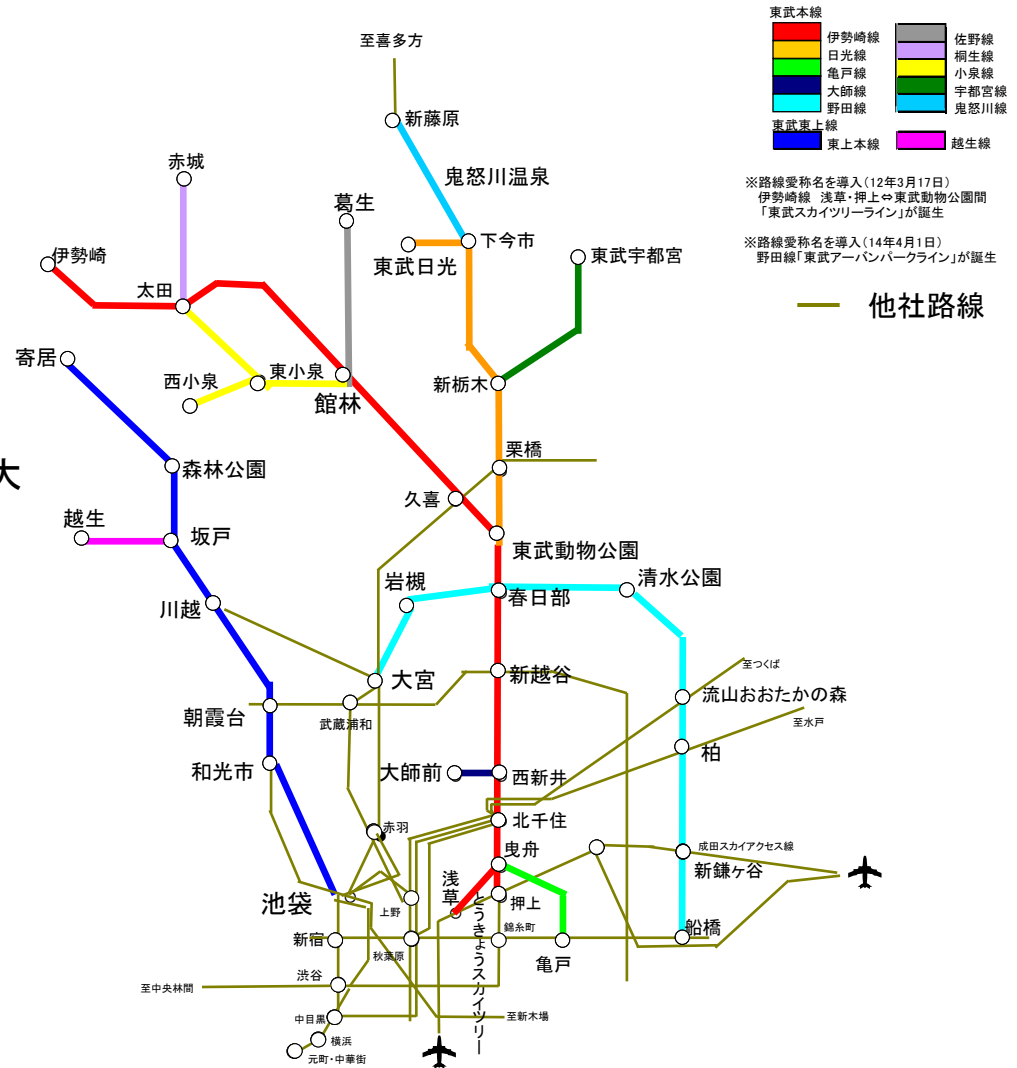 東武本線
伊勢崎線
日光線
亀戸線
大師線
野田線
佐野線
桐生線
小泉線
宇都宮線
鬼怒川線
東武東上線
東上本線
越生線
※路線愛称名を導入(12年3月17日)
伊勢崎線 浅草・押上⇔東武動物公園間
「東武スカイツリーライン」が誕生
※路線愛称名を導入(14年4月1日)
野田線「東武アーバンパークライン」が誕生
他社路線
至喜多方
新藤原
鬼怒川温泉
赤城
葛生
下今市
東武日光
東武宇都宮
伊勢崎
太田
寄居
西小泉
東小泉
館林
新栃木
栗橋
大
森林公園
久喜
越生
坂戸
東武動物公園
岩槻
春日部
清水公園
川越
大宮
新越谷
至つくば
流山おおたかの森
朝霞台
武蔵浦和
至水戸
柏
和光市
大師前
西新井
赤羽
北千住
曳舟
成田スカイアクセス線
新鎌ヶ谷
池袋
上野
浅草
押上
とうきょうスカイツリー
新宿
秋葉原
錦糸町
亀戸
船橋
渋谷
至中央林間
中目黒
至新木場
横浜
元町・中華街